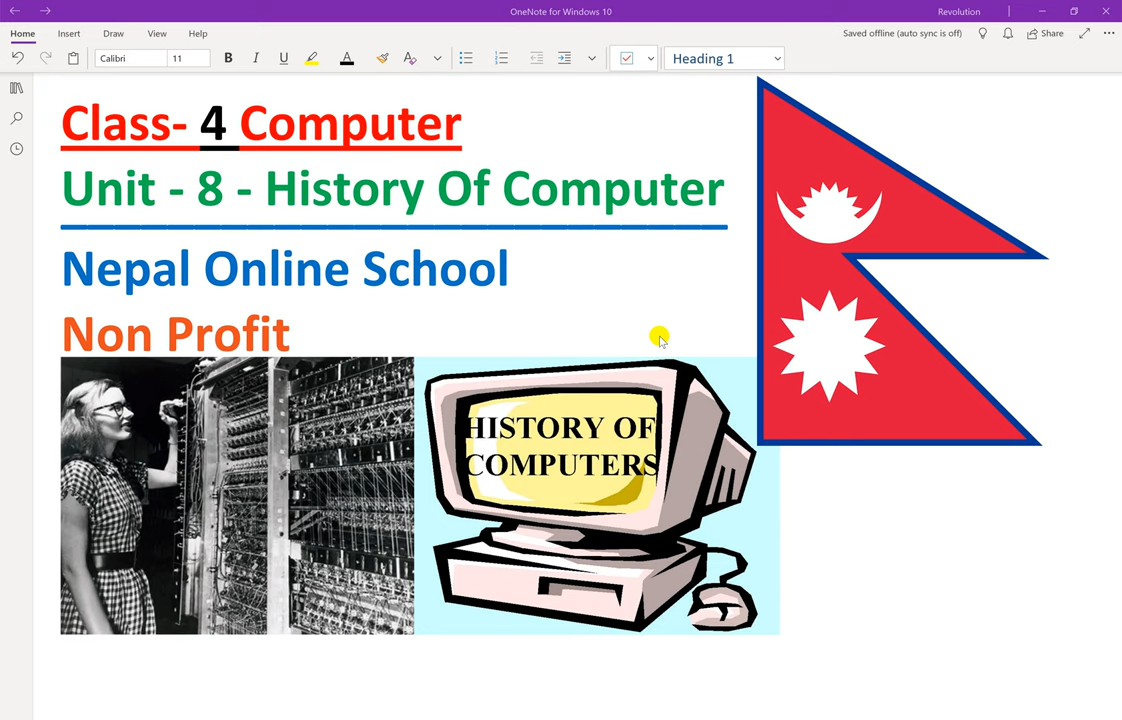 OneNote for Windows 10
Revolution
Home Insert Draw View Help
Saved offline (auto sync is off)
Share
Calibri 11 B I U A A Heading 1
Class- 4 Computer
Unit - 8 - History Of Computer
Nepal Online School
Non Profit
HISTORY OF
COMPUTERS